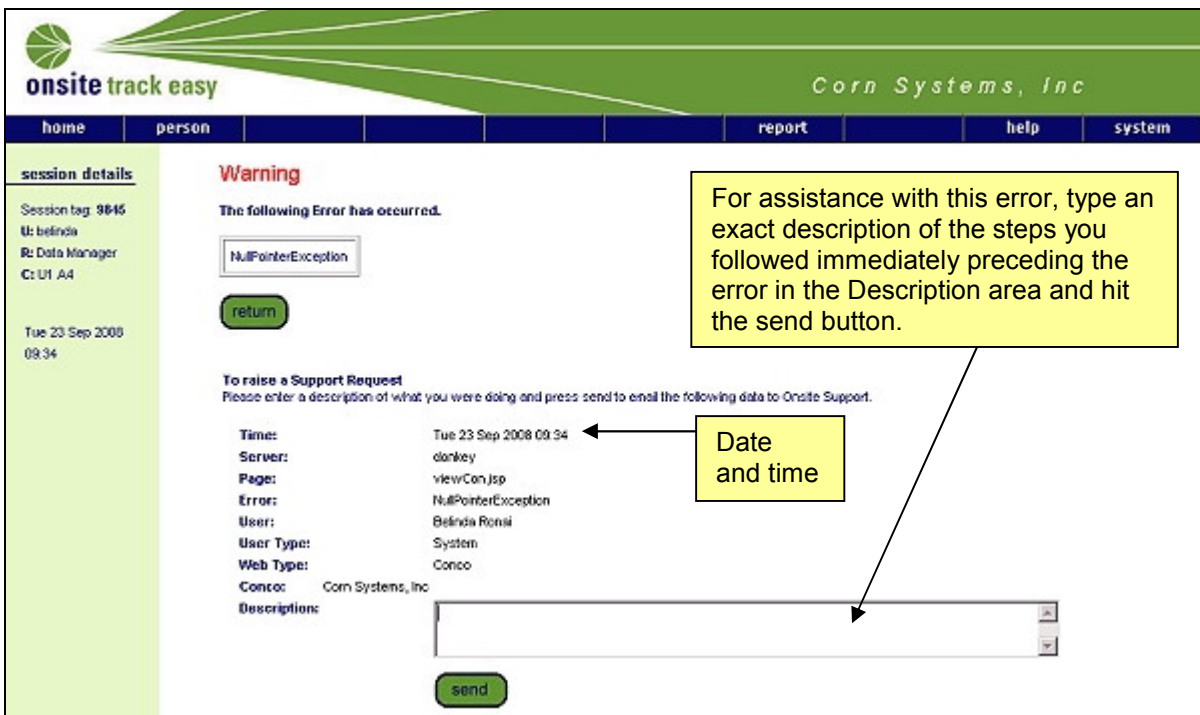 onsite track easy
Corn Systems, Inc
home person report help system
session details
Session tag: 9845
U: belinda
R: Data Manager
C: U1 A4
Tue 23 Sep 2008
09:34
Warning
The following Error has occurred.
NullPointerException
return
For assistance with this error, type an
exact description of the steps you
followed immediately preceding the
error in the Description area and hit
the send button.
To raise a Support Request
Please enter a description of what you were doing and press send to email the following data to Onsite Support.
Time: Tue 23 Sep 2008 09:34
Date
and time
Server: donkey
Page: viewCon.jsp
Error: NullPointerException
User: Belinda Ronai
User Type: System
Web Type: Conco
Conco: Corn Systems, Inc
Description:
send